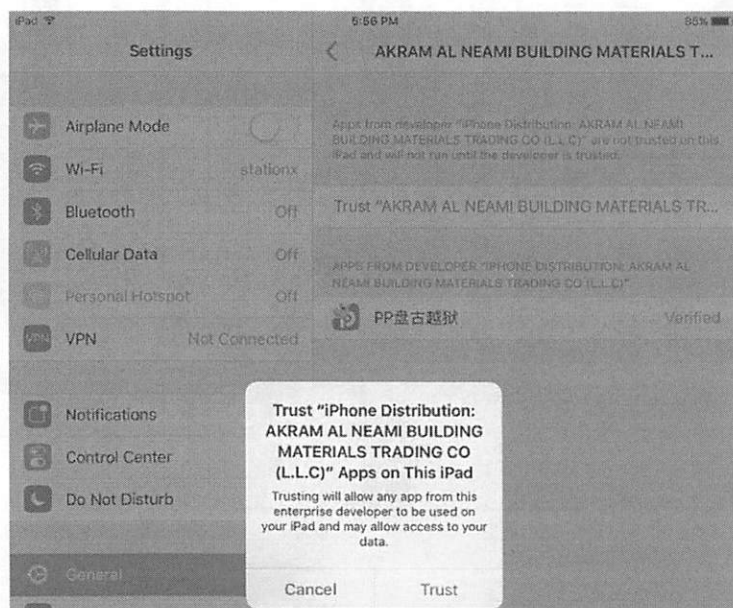 iPad 5:56 PM 85%
Settings
AKRAM AL NEAMI BUILDING MATERIALS T...
Airplane Mode
Wi-Fi stationx
Bluetooth Off
Cellular Data Off
Personal Hotspot Off
VPN VPN Not Connected
Notifications
Control Center
Do Not Disturb
General
Apps from developer "iPhone Distribution: AKRAM AL NEAMI
BUILDING MATERIALS TRADING CO (L.L.C)" are not trusted on this
iPad and will not run until the developer is trusted.
Trust "AKRAM AL NEAMI BUILDING MATERIALS TR...
APPS FROM DEVELOPER "IPHONE DISTRIBUTION: AKRAM AL
NEAMI BUILDING MATERIALS TRADING CO (L.L.C)"
PP盘古越狱 Verified
Trust "iPhone Distribution:
AKRAM AL NEAMI BUILDING
MATERIALS TRADING CO
(L.L.C)" Apps on This iPad
Trusting will allow any app from this
enterprise developer to be used on
your iPad and may allow access to your
data.
Cancel Trust